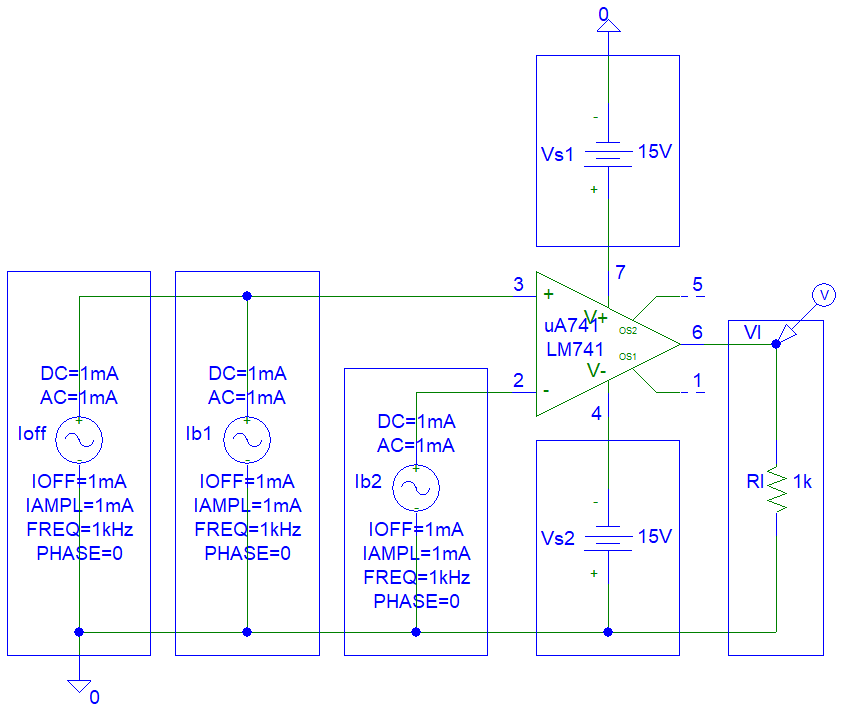 0
-
Vs1
15V
+
3
+
7
5
V+
OS2
uA741
LM741
OS1
V-
6
2
-
4
1
V
Vl
DC=1mA
AC=1mA
+
Ioff
-
IOFF=1mA
IAMPL=1mA
FREQ=1kHz
PHASE=0
DC=1mA
AC=1mA
+
Ib1
-
IOFF=1mA
IAMPL=1mA
FREQ=1kHz
PHASE=0
DC=1mA
AC=1mA
+
Ib2
-
IOFF=1mA
IAMPL=1mA
FREQ=1kHz
PHASE=0
-
Vs2
15V
+
Rl
1k
0